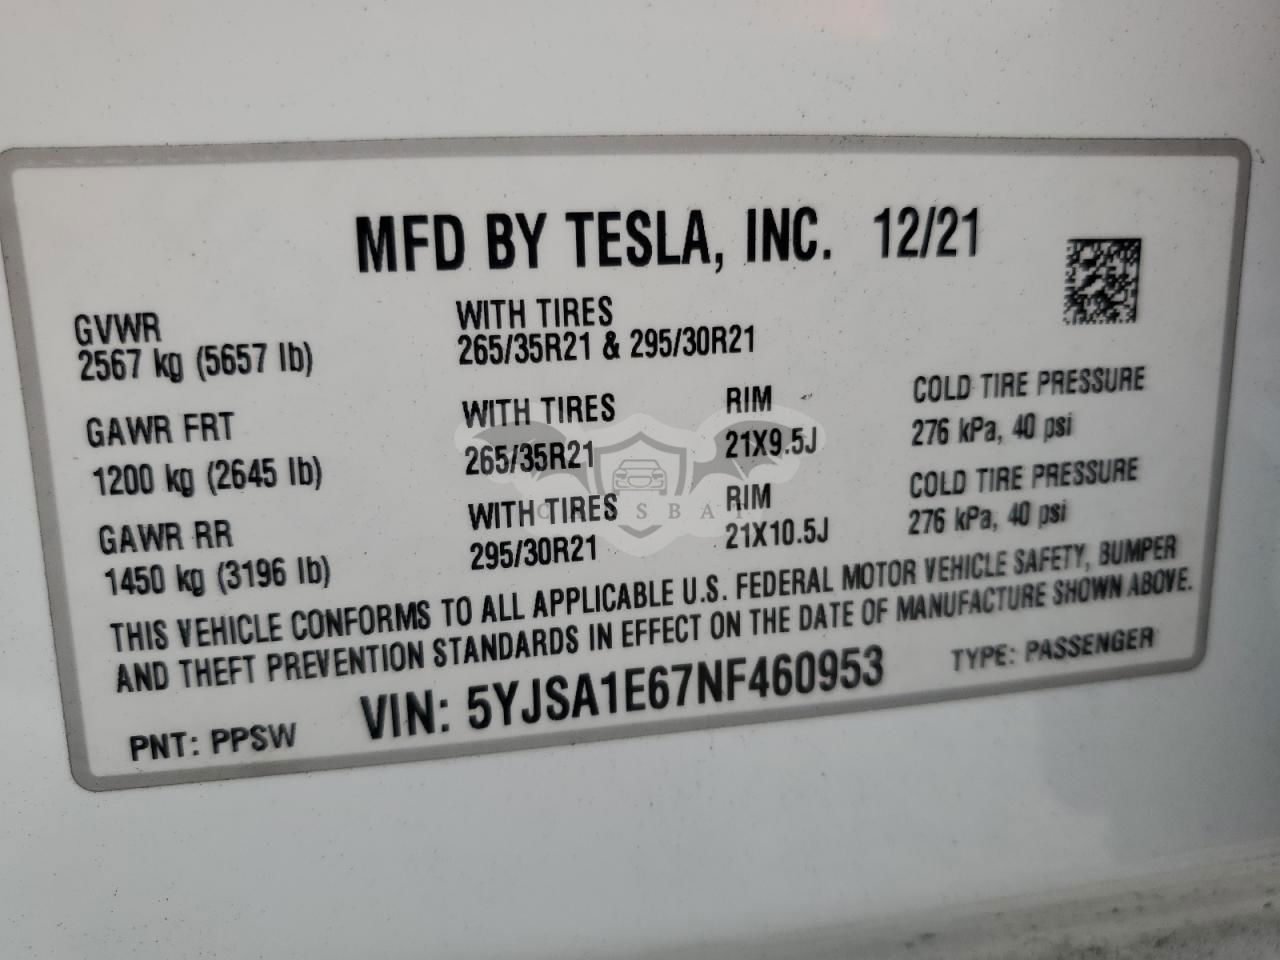 MFD BY TESLA, INC. 12/21
GVWR
2567 kg (5657 lb)
WITH TIRES
265/35R21 & 295/30R21
GAWR FRT
1200 kg (2645 lb)
WITH TIRES
265/35R21
RIM
21X9.5J
COLD TIRE PRESSURE
276 kPa, 40 psi
GAWR RR
1450 kg (3196 lb)
WITH TIRES
295/30R21
RIM
21X10.5J
COLD TIRE PRESSURE
276 kPa, 40 psi
THIS VEHICLE CONFORMS TO ALL APPLICABLE U.S. FEDERAL MOTOR VEHICLE SAFETY, BUMPER
AND THEFT PREVENTION STANDARDS IN EFFECT ON THE DATE OF MANUFACTURE SHOWN ABOVE.
PNT: PPSW
VIN: 5YJSA1E67NF460953
TYPE: PASSENGER